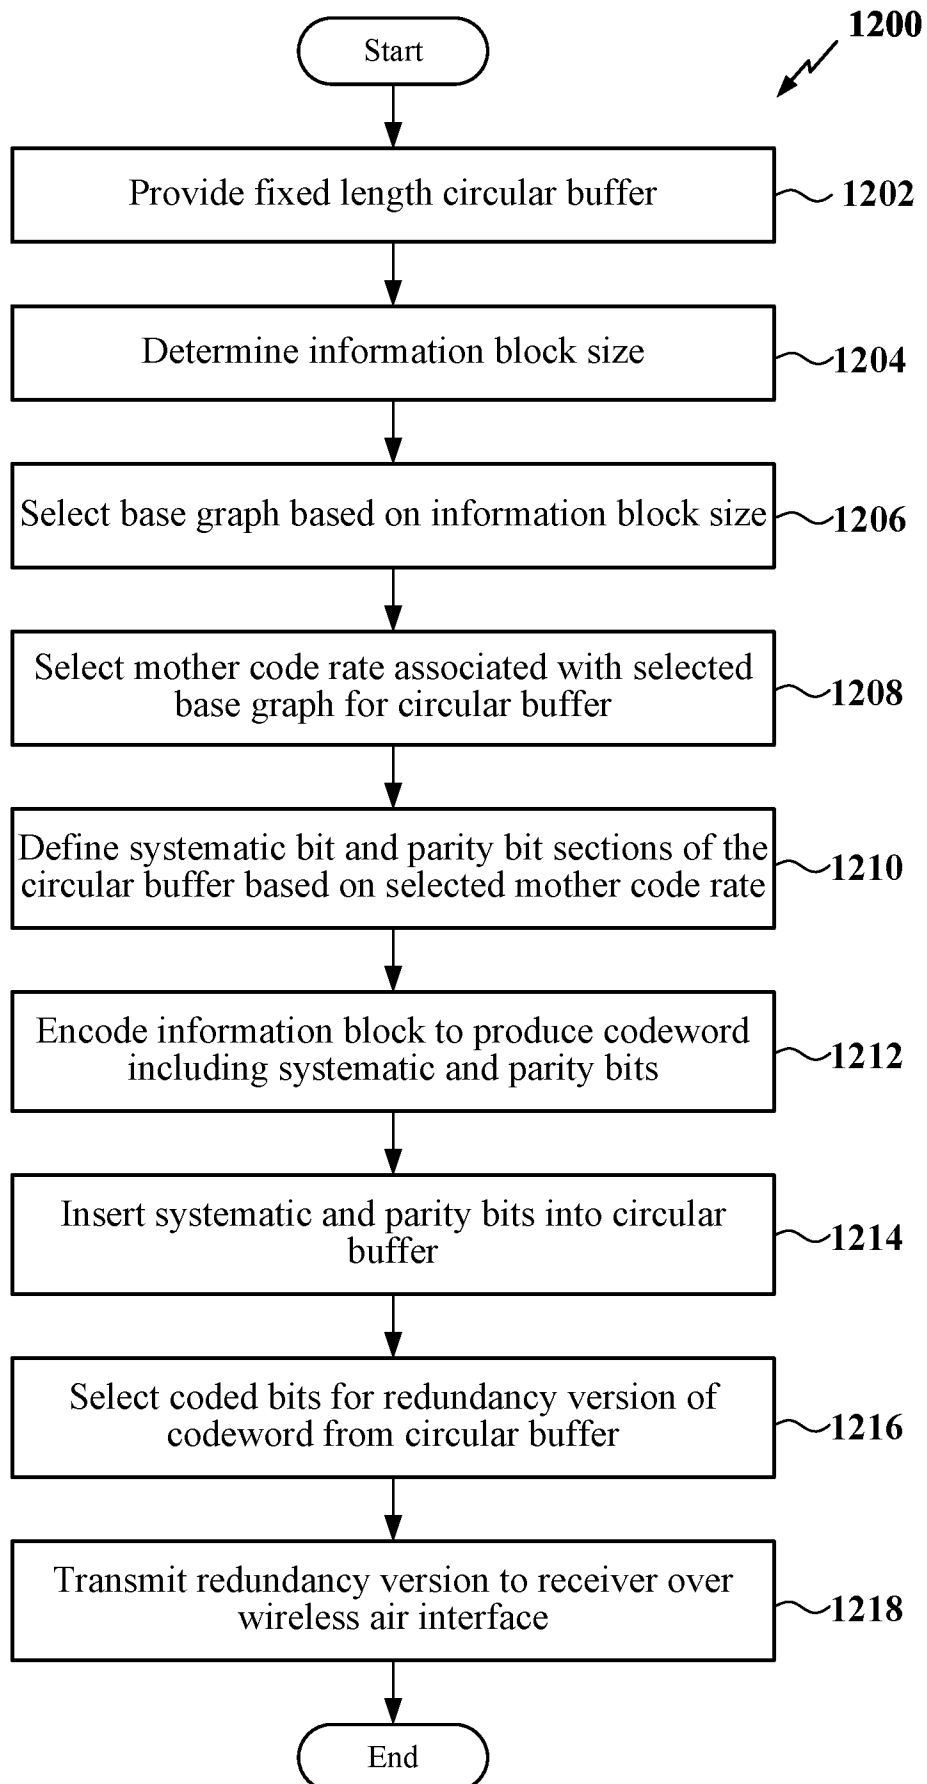 1200
Start
Provide fixed length circular buffer
1202
Determine information block size
1204
Select base graph based on information block size
1206
Select mother code rate associated with selected
base graph for circular buffer
1208
Define systematic bit and parity bit sections of the
circular buffer based on selected mother code rate
1210
Encode information block to produce codeword
including systematic and parity bits
1212
Insert systematic and parity bits into circular
buffer
1214
Select coded bits for redundancy version of
codeword from circular buffer
1216
Transmit redundancy version to receiver over
wireless air interface
1218
End